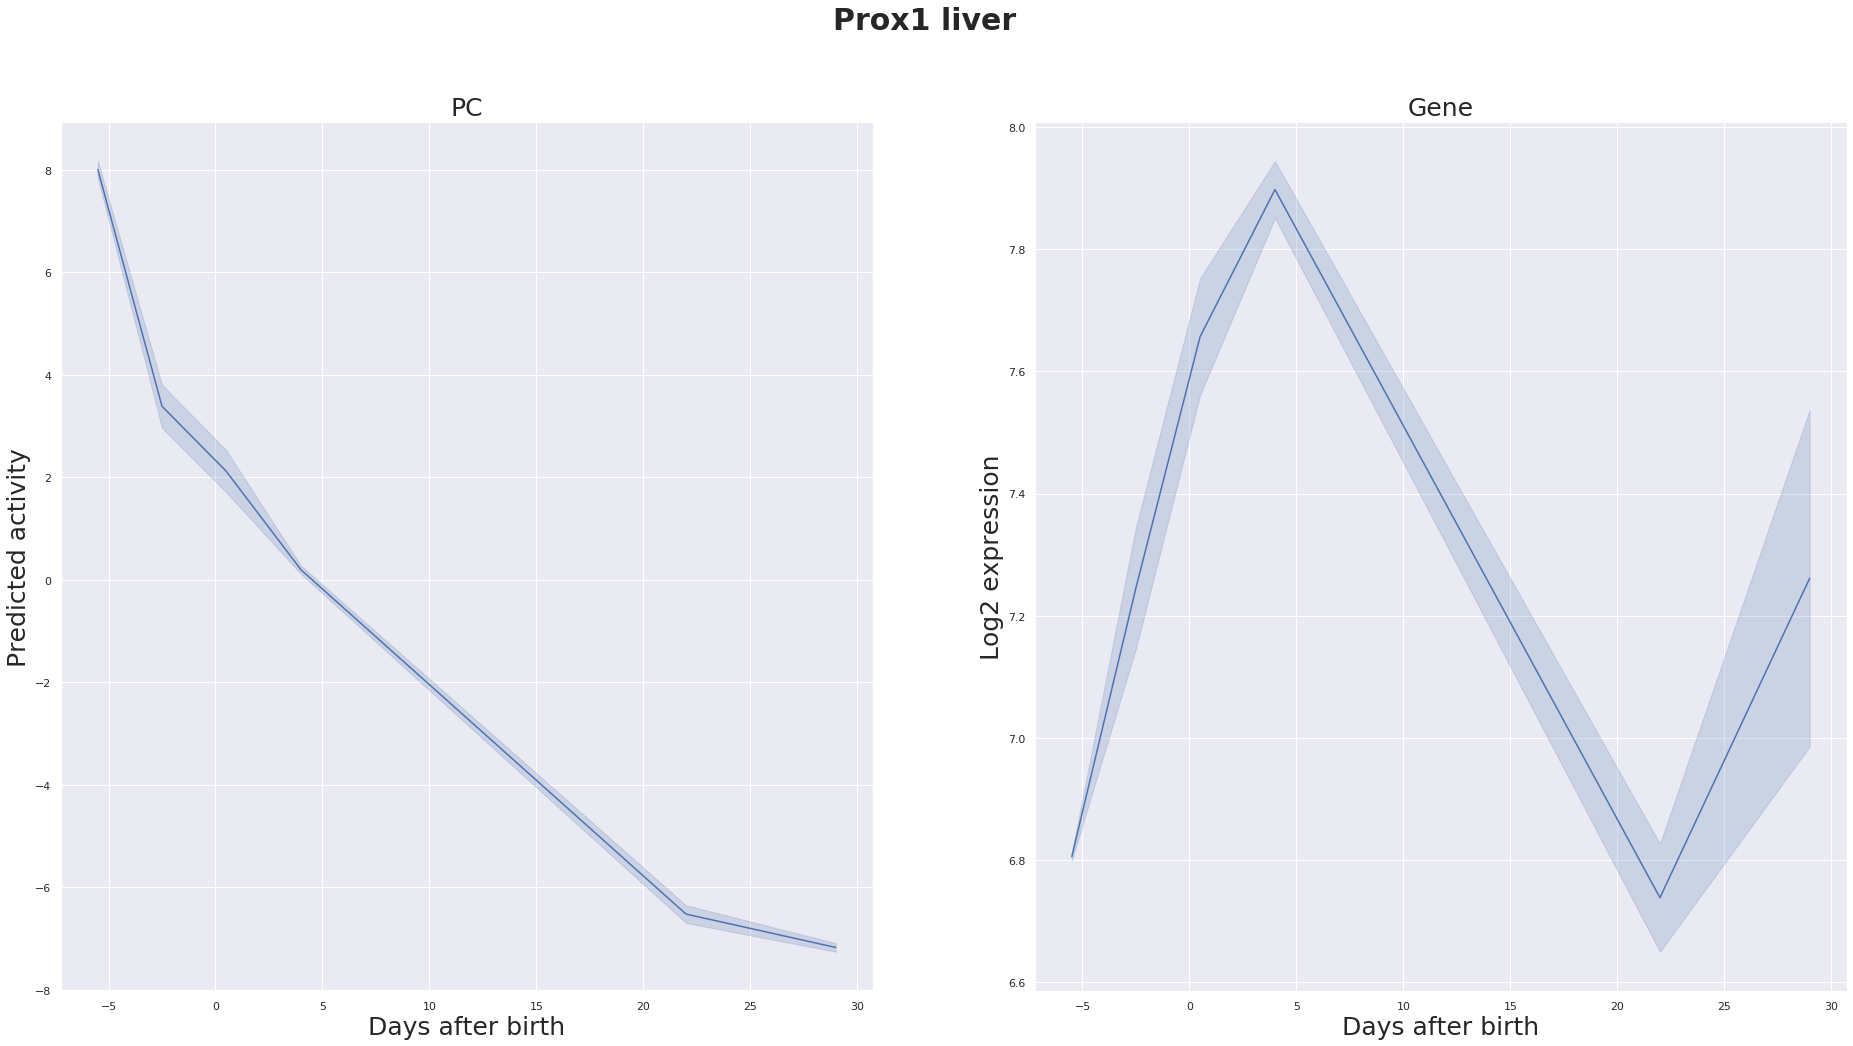 Prox1 liver
PC
Predicted activity
8
6
4
2
0
−2
−4
−6
−8
−5 0 5 10 15 20 25 30
Days after birth
Gene
Log2 expression
8.0
7.8
7.6
7.4
7.2
7.0
6.8
6.6
−5 0 5 10 15 20 25 30
Days after birth